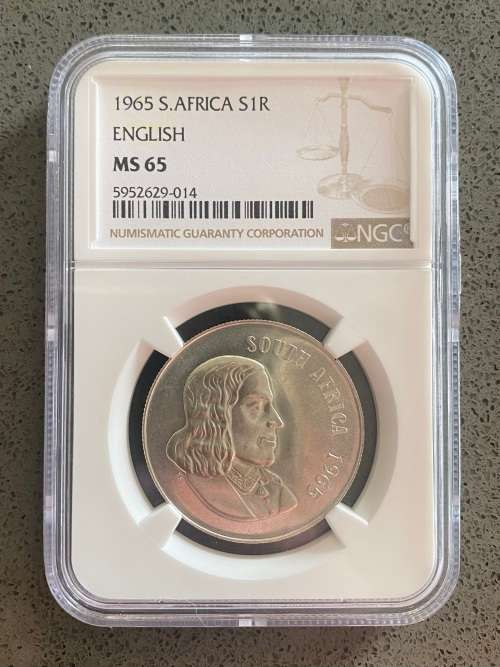 1965 S.AFRICA S1R
ENGLISH
MS 65
5952629-014
NUMISMATIC GUARANTY CORPORATION
NGC
SOUTH AFRICA 1965